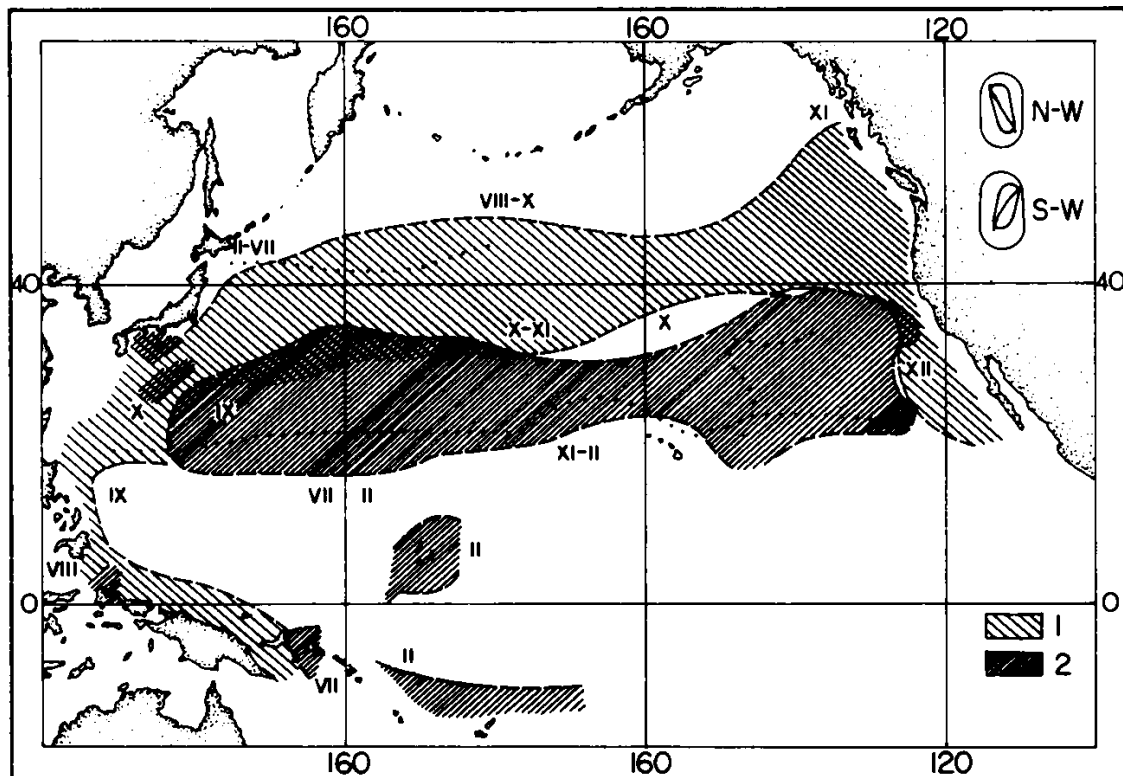 160 160 120
XI
N-W
VIII-X
S-W
II-VII
40 40
X-XI X
XII
X IX
XI-II
IX VII II
II
VIII
0 0
1
2
II
VII
160 160 120